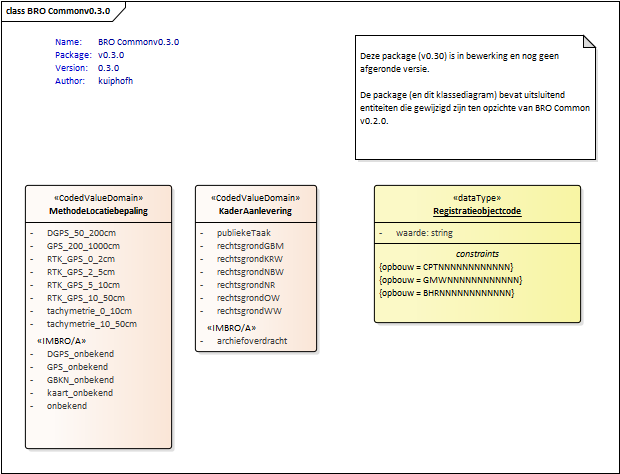 class BRO Commonv0.3.0
Name: BRO Commonv0.3.0
Package: v0.3.0
Version: 0.3.0
Author: kuiphofh
Deze package (v0.30) is in bewerking en nog geen
afgeronde versie.
De package (en dit klassediagram) bevat uitsluitend
entiteiten die gewijzigd zijn ten opzichte van BRO Common
v0.2.0.
«CodedValueDomain»
MethodeLocatiebepaling
- DGPS_50_200cm
- GPS_200_1000cm
- RTK_GPS_0_2cm
- RTK_GPS_2_5cm
- RTK_GPS_5_10cm
- RTK_GPS_10_50cm
- tachymetrie_0_10cm
- tachymetrie_10_50cm
«IMBRO/A»
- DGPS_onbekend
- GPS_onbekend
- GBKN_onbekend
- kaart_onbekend
- onbekend
«CodedValueDomain»
KaderAanlevering
- publiekeTaak
- rechtsgrondGBM
- rechtsgrondKRW
- rechtsgrondNBW
- rechtsgrondNR
- rechtsgrondOW
- rechtsgrondWW
«IMBRO/A»
- archiefoverdracht
«dataType»
Registratieobjectcode
- waarde: string
constraints
{opbouw = CPTNNNNNNNNNNNN}
{opbouw = GMWNNNNNNNNNNNN}
{opbouw = BHRNNNNNNNNNNNN}